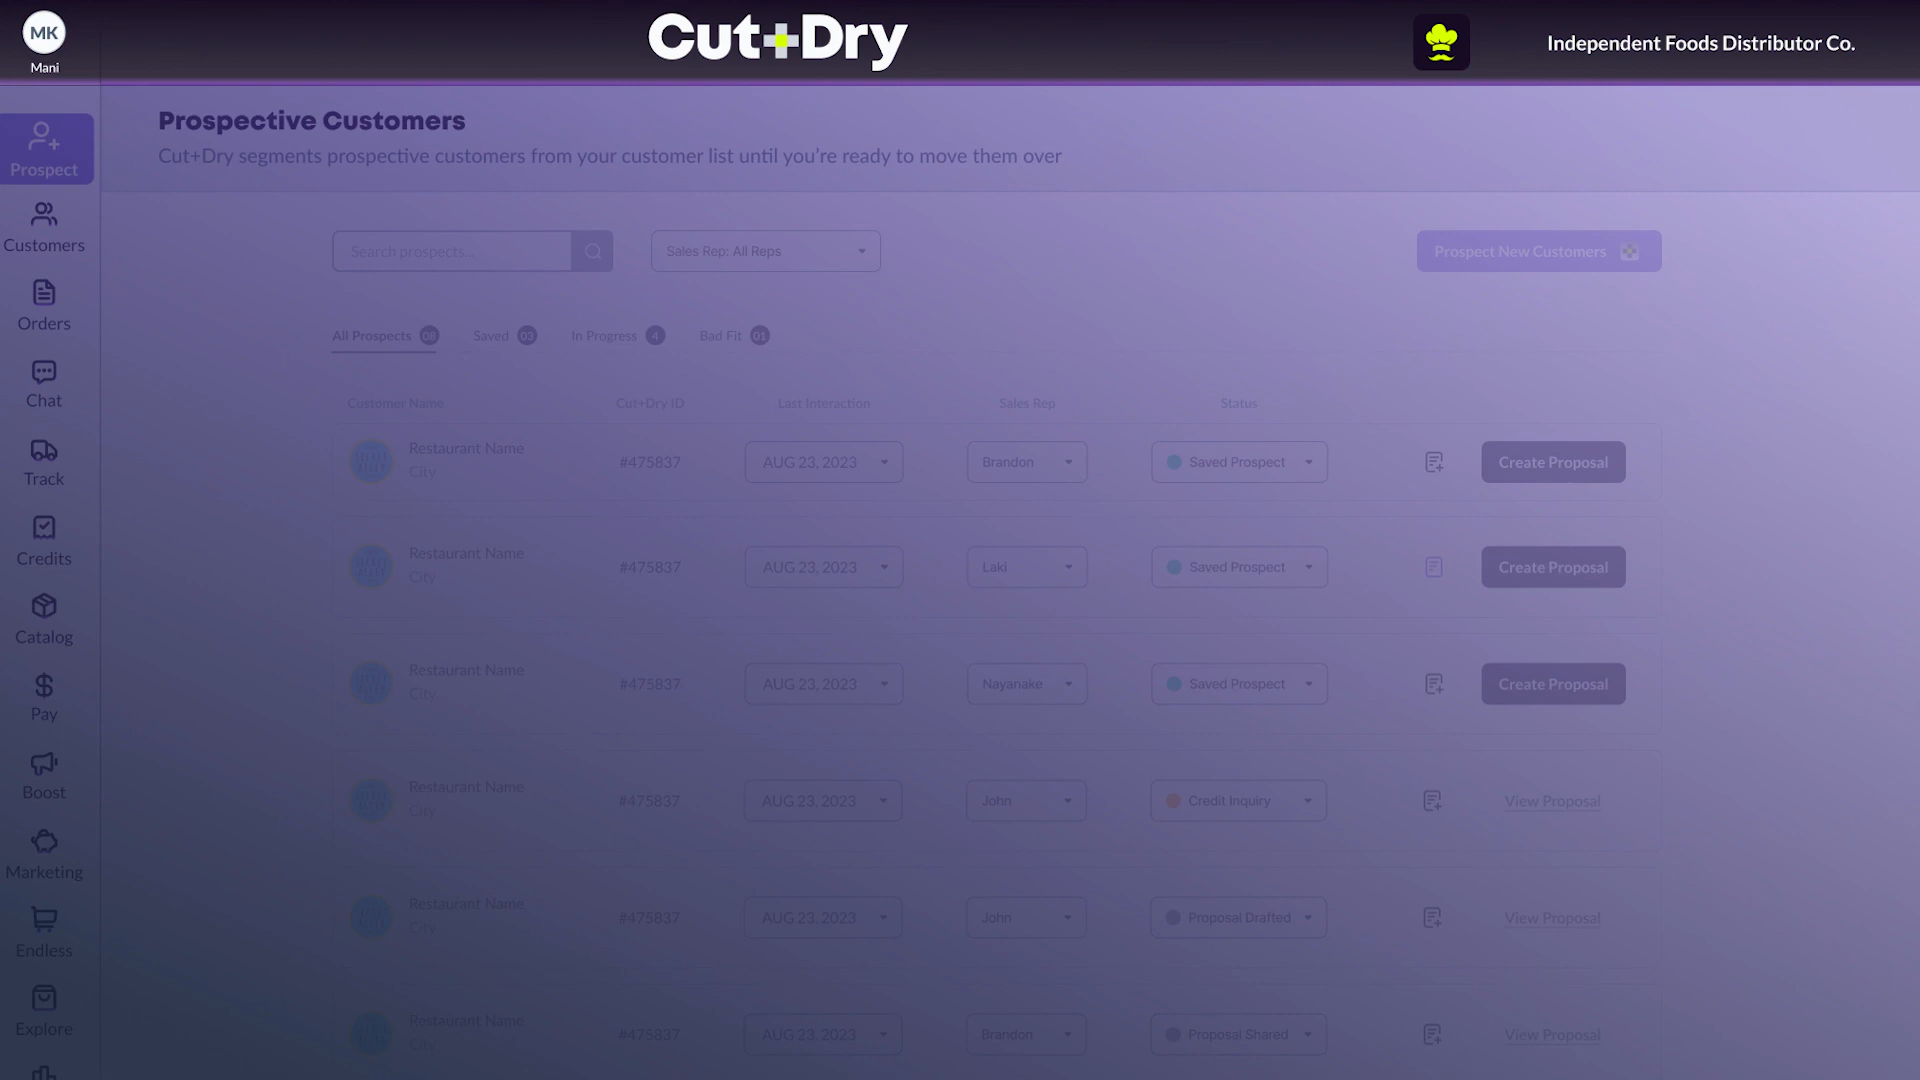 MK
Mani
Cut+Dry
Independent Foods Distributor Co.
Prospect
Customers
Orders
Chat
Track
Credits
Catalog
Pay
Boost
Marketing
Endless
Explore
Prospective Customers
Cut+Dry segments prospective customers from your customer list until you’re ready to move them over
Search prospects...
Sales Rep: All Reps
Prospect New Customers
All Prospects 08
Saved 03
In Progress 4
Bad Fit 01
Customer Name Cut+Dry ID Last Interaction Sales Rep Status
Restaurant Name
City
#475837 AUG 23, 2023 Brandon Saved Prospect Create Proposal
Restaurant Name
City
#475837 AUG 23, 2023 Laki Saved Prospect Create Proposal
Restaurant Name
City
#475837 AUG 23, 2023 Nayanake Saved Prospect Create Proposal
Restaurant Name
City
#475837 AUG 23, 2023 John Credit Inquiry View Proposal
Restaurant Name
City
#475837 AUG 23, 2023 John Proposal Drafted View Proposal
Restaurant Name
City
#475837 AUG 23, 2023 Brandon Proposal Shared View Proposal